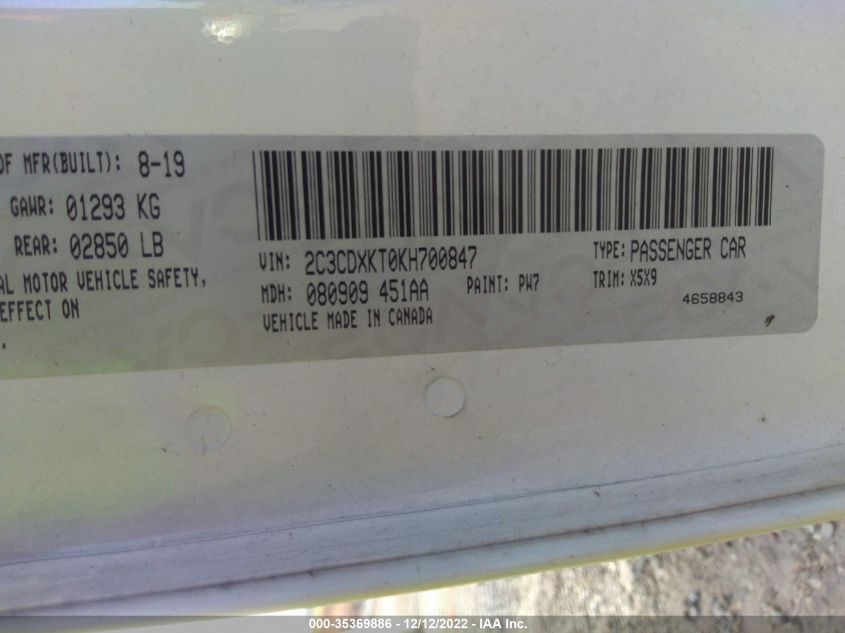 OF MFR(BUILT): 8-19
GAWR: 01293 KG
REAR: 02850 LB
AL MOTOR VEHICLE SAFETY,
EFFECT ON
.
VIN: 2C3CDXKT0KH700847
TYPE: PASSENGER CAR
MDH: 080909 451AA
PAINT: PW7
TRIM: X5X9
VEHICLE MADE IN CANADA
4658843
000-35369886 - 12/12/2022 - IAA Inc.